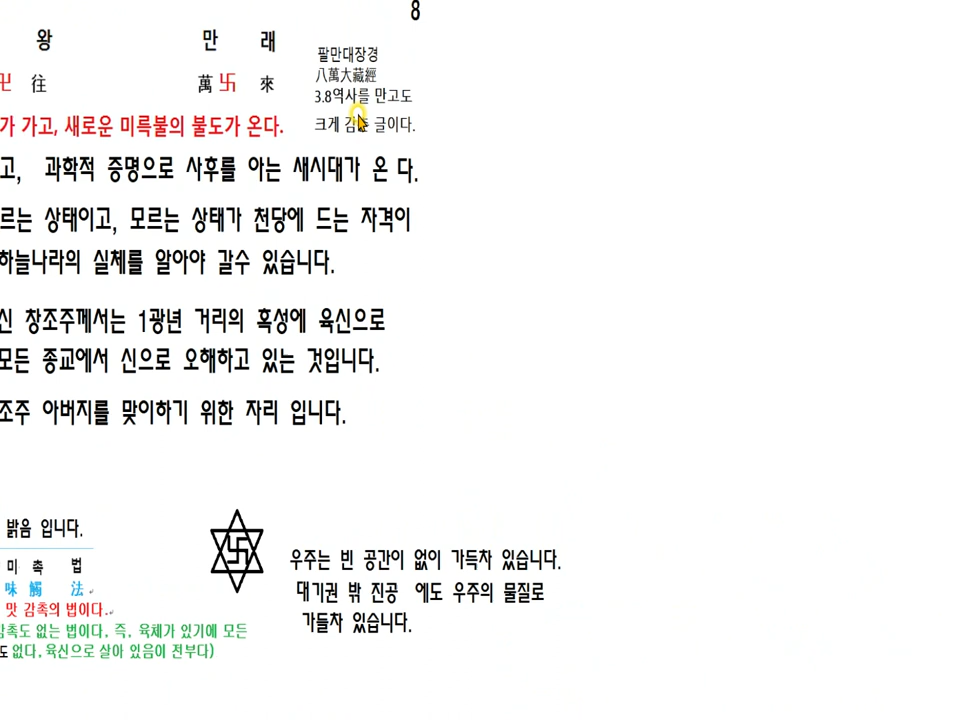 8
왕 만 래
卍 往 萬 卐 來
팔만대장경
八萬大藏經
3.8역사를 만고도
크게 감춘 글이다.
가 가고, 새로운 미륵불의 불도가 온다.
고, 과학적 증명으로 사후를 아는 새시대가 온 다.
르는 상태이고, 모르는 상태가 천당에 드는 자격이
하늘나라의 실체를 알아야 갈수 있습니다.
신 창조주께서는 1광년 거리의 혹성에 육신으로
모든 종교에서 신으로 오해하고 있는 것입니다.
조주 아버지를 맞이하기 위한 자리 입니다.
밝음 입니다.
미 촉 법
味 觸 法
맛 감촉의 법이다.
감촉도 없는 법이다, 즉, 육체가 있기에 모든
도 없다, 육신으로 살아 있음이 전부다)
우주는 빈 공간이 없이 가득차 있습니다.
대기권 밖 진공 에도 우주의 물질로
가들차 있습니다.